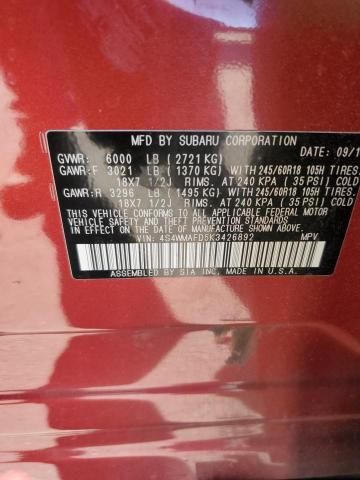 MFD BY SUBARU CORPORATION
GVWR: 6000 LB (2721 KG) DATE 09/1
GAWR:F 3021 LB (1370 KG) WITH 245/60R18 105H TIRES,
18X7 1/2J RIMS, AT 240 KPA (35 PSI) COLD.
GAWR:R 3296 LB (1495 KG) WITH 245/60R18 105H TIRES,
18X7 1/2J RIMS, AT 240 KPA (35 PSI) COLD.
THIS VEHICLE CONFORMS TO ALL APPLICABLE FEDERAL MOTOR
VEHICLE SAFETY STANDARDS IN EFFECT ON THE
DATE OF MANUFACTURE SHOWN ABOVE.
VIN: 4S4WMAFD5K3426892 MPV
ASSEMBLED BY SIA INC, MADE IN U.S.A.